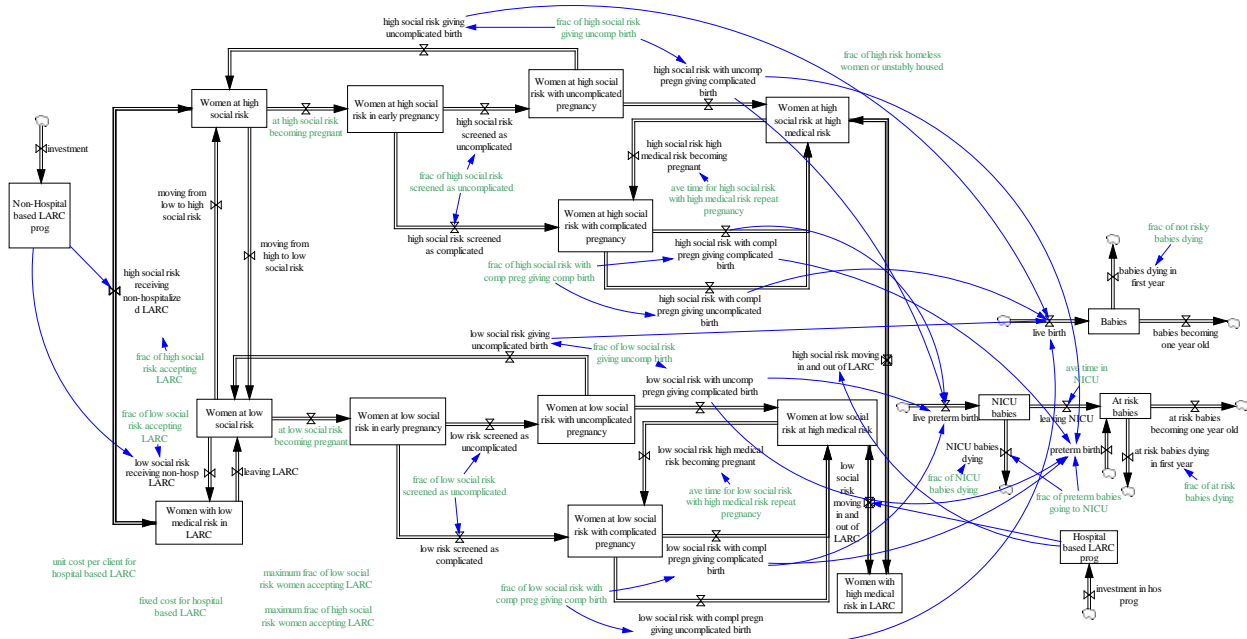 high social risk giving
uncomplicated birth
frac of high social risk
giving uncomp birth
frac of high risk homeless
women or unstably housed
Women at high
social risk
at high social risk
becoming pregnant
Women at high social
risk in early pregnancy
high social risk
screened as
uncomplicated
Women at high social
risk with uncomplicated
pregnancy
high social risk with uncomp
pregn giving complicated
birth
Women at high
social risk at high
medical risk
investment
Non-Hospital
based LARC
prog
moving from
low to high
social risk
moving from
high to low
social risk
frac of high social risk
screened as uncomplicated
high social risk high
medical risk becoming
pregnant
ave time for high social risk
with high medical risk repeat
pregnancy
Women at high social
risk with complicated
pregnancy
high social risk screened as
complicated
high social risk with compl
pregn giving complicated
birth
frac of high social risk with
comp preg giving comp birth
high social risk with compl
pregn giving uncomplicated
birth
frac of not risky
babies dying
babies dying in
first year
live birth
Babies
babies becoming
one year old
high social risk
receiving
non-hospitalize
d LARC
frac of high social
risk accepting
LARC
frac of low social
risk accepting
LARC
low social risk
receiving non-hosp
LARC
low social risk giving
uncomplicated birth
frac of low social risk
giving uncomp birth
high social risk moving
in and out of LARC
low social risk with uncomp
pregn giving complicated birth
Women at low
social risk
at low social risk
becoming pregnant
Women at low social
risk in early pregnancy
low risk screened as
uncomplicated
Women at low social
risk with uncomplicated
pregnancy
Women at low social
risk at high medical risk
live preterm birth
NICU
babies
ave time in
NICU
leaving NICU
At risk
babies
at risk babies
becoming one year old
leaving LARC
frac of low social risk
screened as uncomplicated
low social risk high medical
risk becoming pregnant
ave time for low social risk
with high medical risk repeat
pregnancy
low
social
risk
moving
in and
out of
LARC
NICU babies
dying
frac of NICU
babies dying
preterm birth
at risk babies dying
in first year
frac of at risk
babies dying
frac of preterm babies
going to NICU
Women with low
medical risk in
LARC
low risk screened as
complicated
Women at low social
risk with complicated
pregnancy
low social risk with compl
pregn giving complicated
birth
frac of low social risk with
comp preg giving comp birth
low social risk with compl pregn
giving uncomplicated birth
Women with high
medical risk in LARC
Hospital
based LARC
prog
investment in hos
prog
unit cost per client for
hospital based LARC
fixed cost for hospital
based LARC
maximum frac of low social
risk women accepting LARC
maximum frac of high social
risk women accepting LARC